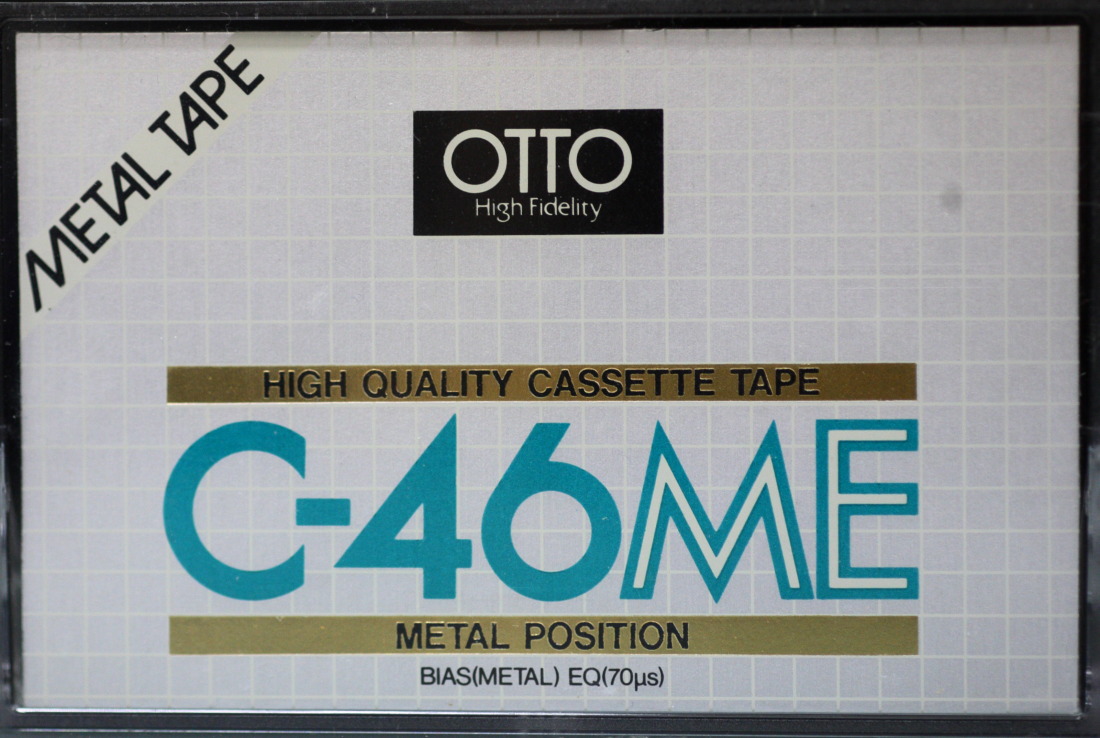 METAL TAPE
OTTO
High Fidelity
HIGH QUALITY CASSETTE TAPE
C-46ME
METAL POSITION
BIAS(METAL) EQ(70µs)